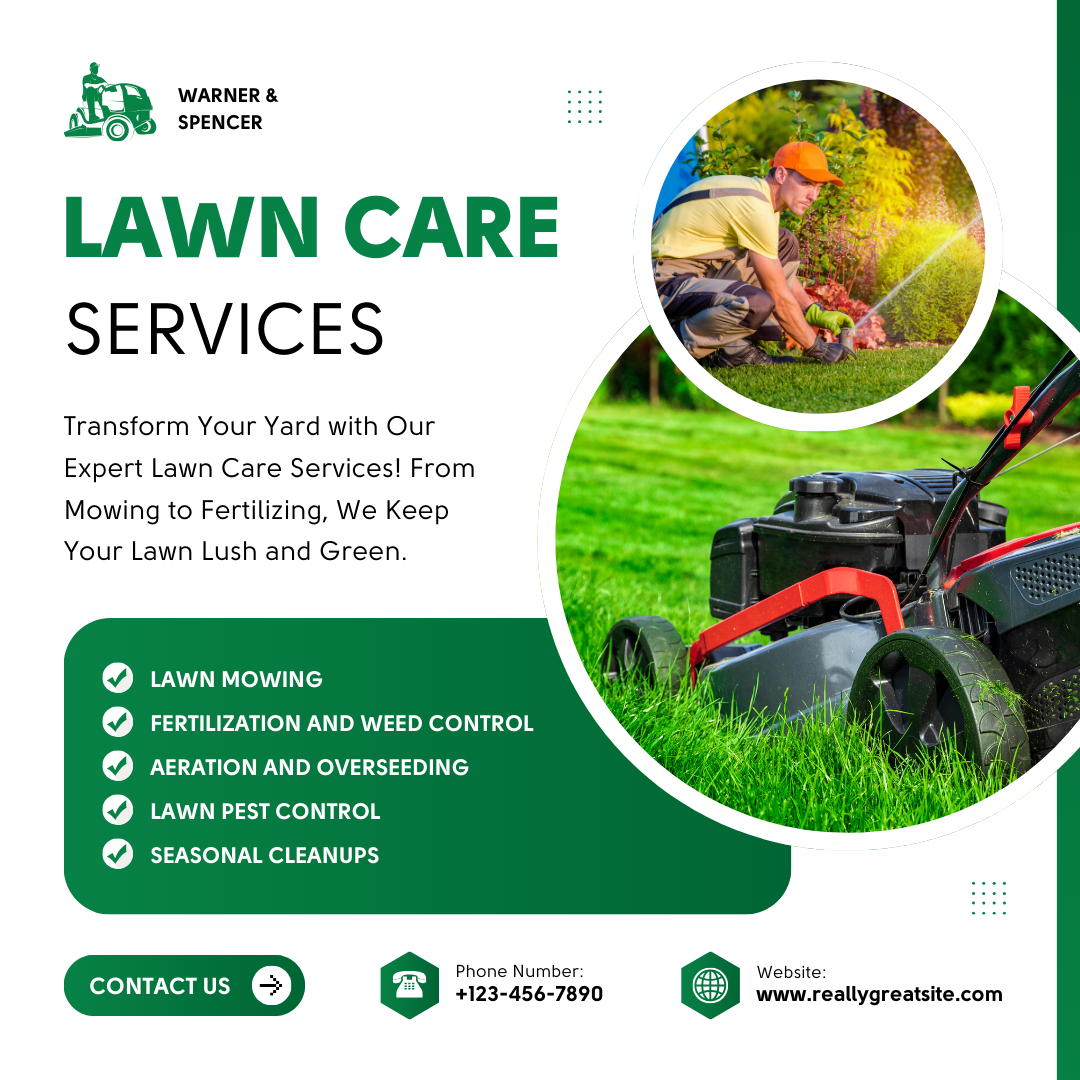 WARNER &
SPENCER
LAWN CARE
SERVICES
Transform Your Yard with Our
Expert Lawn Care Services! From
Mowing to Fertilizing, We Keep
Your Lawn Lush and Green.
LAWN MOWING
FERTILIZATION AND WEED CONTROL
AERATION AND OVERSEEDING
LAWN PEST CONTROL
SEASONAL CLEANUPS
CONTACT US
Phone Number:
+123-456-7890
Website:
www.reallygreatsite.com